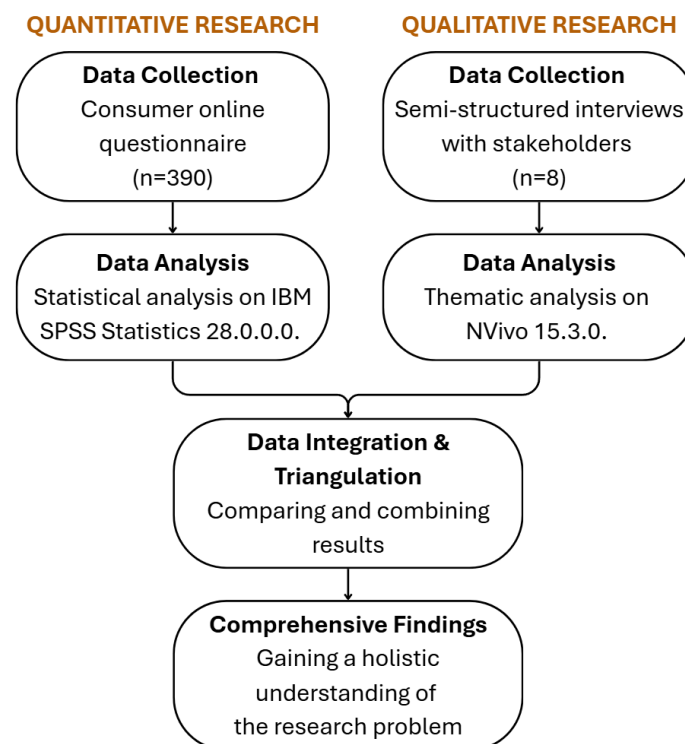 QUANTITATIVE RESEARCH
Data Collection
Consumer online
questionnaire
(n=390)
Data Analysis
Statistical analysis on IBM
SPSS Statistics 28.0.0.0.
QUALITATIVE RESEARCH
Data Collection
Semi-structured interviews
with stakeholders
(n=8)
Data Analysis
Thematic analysis on
NVivo 15.3.0.
Data Integration &
Triangulation
Comparing and combining
results
Comprehensive Findings
Gaining a holistic
understanding of
the research problem